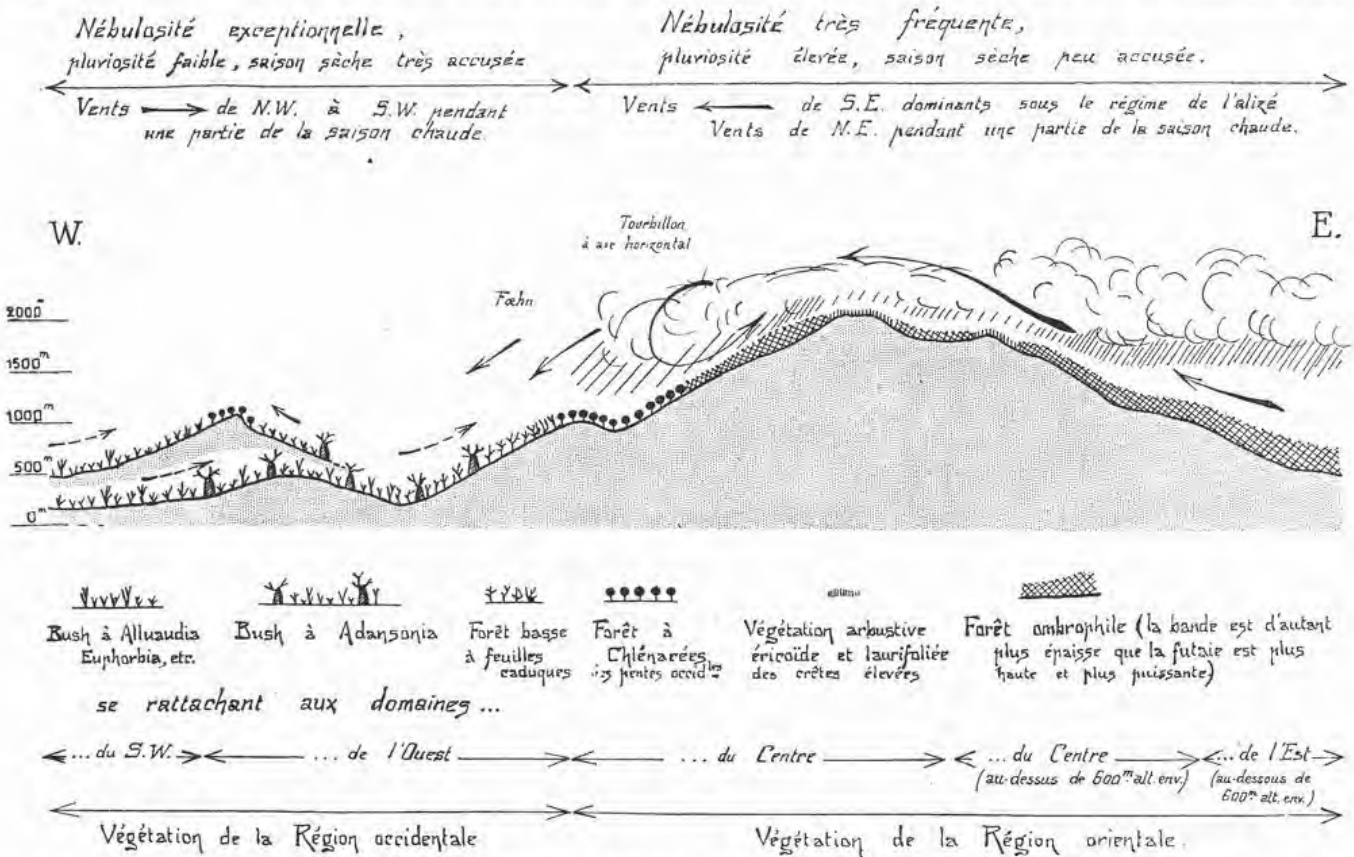 Nébulosité exceptionnelle,
pluviosité faible, saison sèche très accusée
Vents de N.W. à S.W. pendant
une partie de la saison chaude.
Nébulosité très fréquente,
pluviosité élevée, saison sèche peu accusée.
Vents de S.E. dominants sous le régime de l'alizé
Vents de N.E. pendant une partie de la saison chaude.
W.
E.
Tourbillon
à axe horizontal
Fœhn
2000m
1500m
1000m
500m
0m
Bush à Alluaudia
Euphorbia, etc.
Bush à Adansonia
Forêt basse
à feuilles
caduques
Forêt à
Chlénacées
pentes occidles
Végétation arbustive
éricoïde et laurifoliée
des crêtes élevées
Forêt ombrophile (la bande est d'autant
plus épaisse que la futaie est plus
haute et plus puissante)
se rattachant aux domaines ...
... du S.W.
... de l'Ouest
... du Centre
... du Centre
(au-dessus de 600m alt. env.)
... de l'Est
(au-dessous de
600m alt. env.)
Végétation de la Région occidentale
Végétation de la Région orientale.